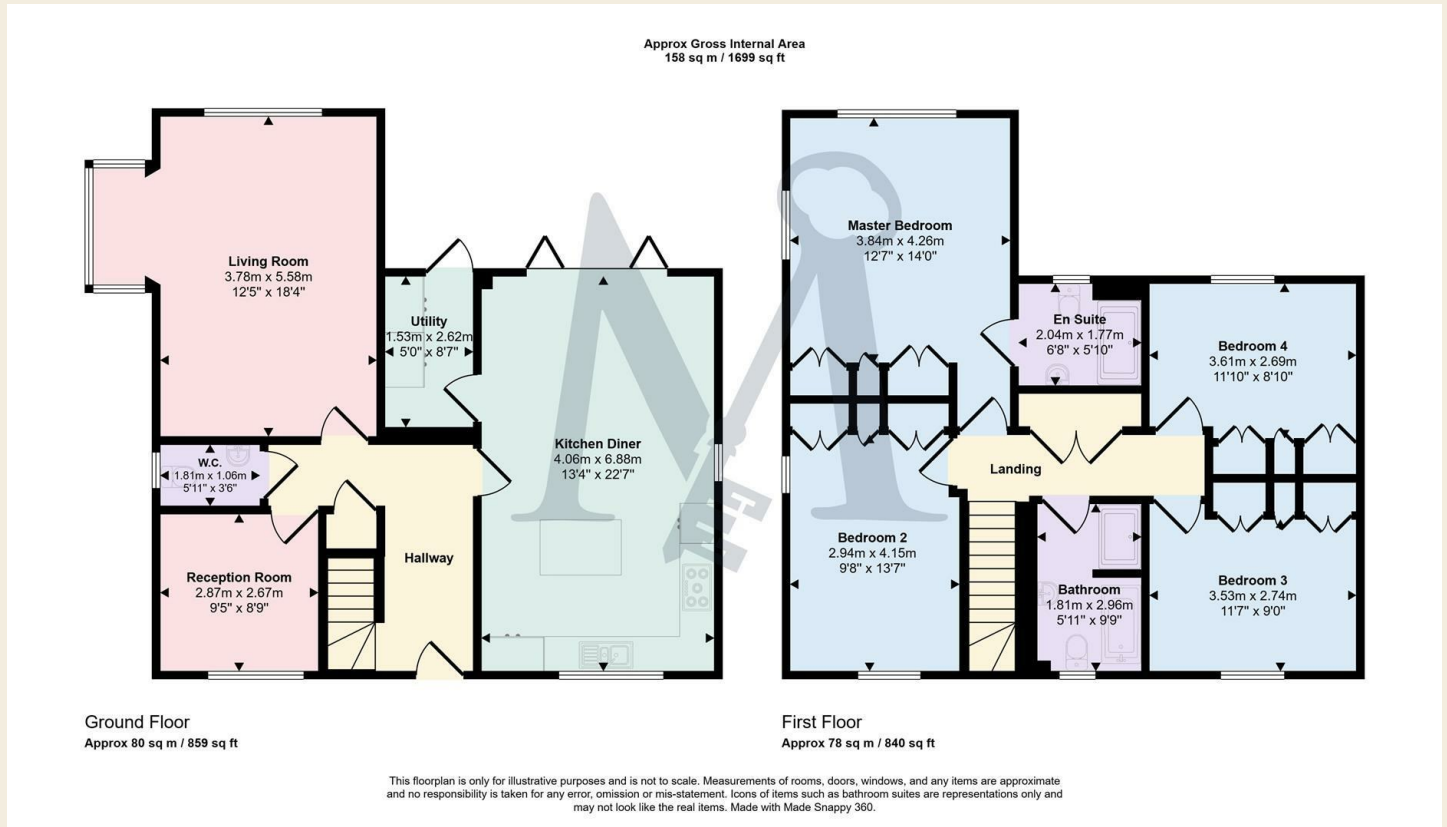 Approx Gross Internal Area
158 sq m / 1699 sq ft
Living Room
3.78m x 5.58m
12'5" x 18'4"
Utility
1.53m x 2.62m
5'0" x 8'7"
Kitchen Diner
4.06m x 6.88m
13'4" x 22'7"
W.C.
1.81m x 1.06m
5'11" x 3'6"
Reception Room
2.87m x 2.67m
9'5" x 8'9"
Hallway
Ground Floor
Approx 80 sq m / 859 sq ft
Master Bedroom
3.84m x 4.26m
12'7" x 14'0"
En Suite
2.04m x 1.77m
6'8" x 5'10"
Bedroom 4
3.61m x 2.69m
11'10" x 8'10"
Landing
Bedroom 2
2.94m x 4.15m
9'8" x 13'7"
Bathroom
1.81m x 2.96m
5'11" x 9'9"
Bedroom 3
3.53m x 2.74m
11'7" x 9'0"
First Floor
Approx 78 sq m / 840 sq ft
This floorplan is only for illustrative purposes and is not to scale. Measurements of rooms, doors, windows, and any items are approximate
and no responsibility is taken for any error, omission or mis-statement. Icons of items such as bathroom suites are representations only and
may not look like the real items. Made with Made Snappy 360.